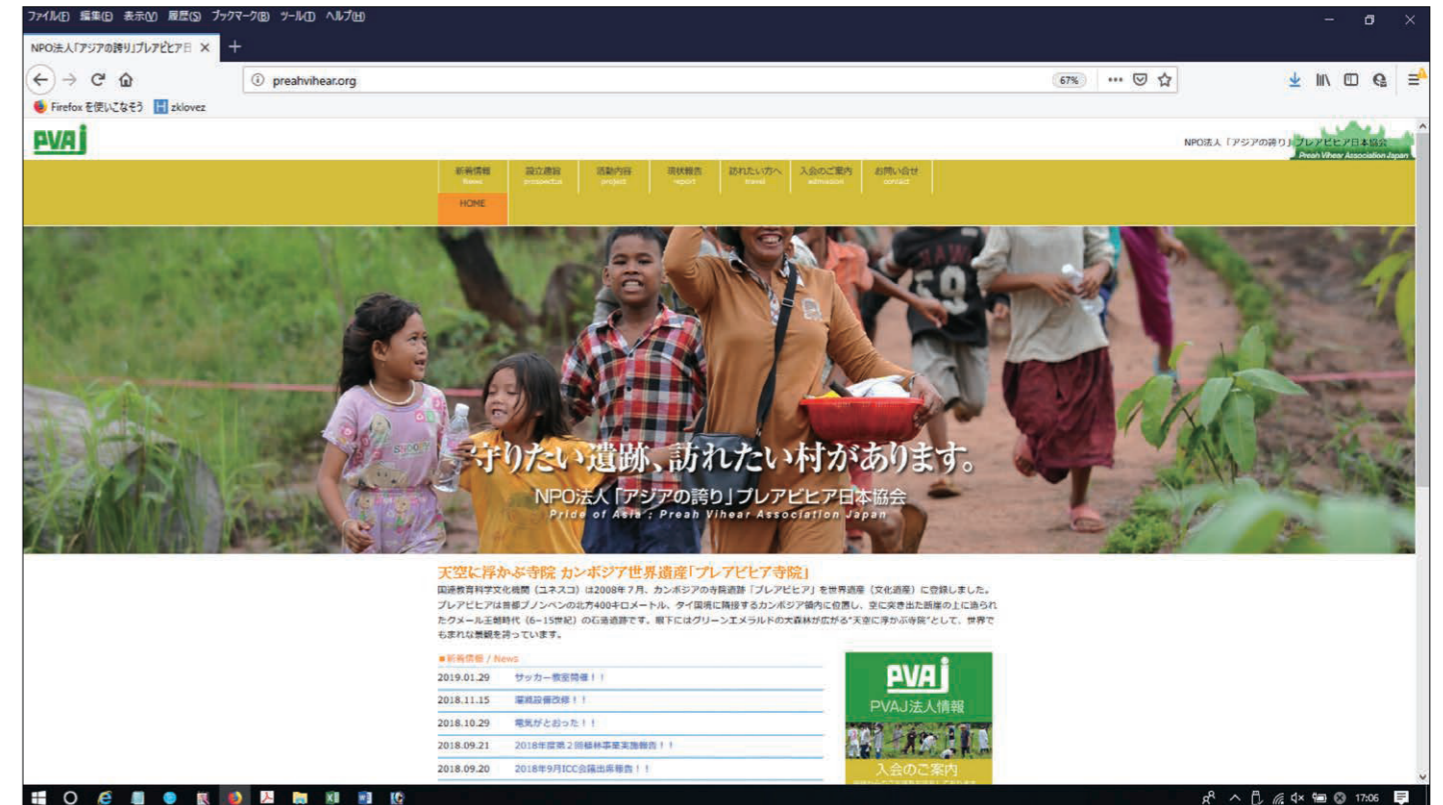 ファイル(F) 編集(E) 表示(V) 履歴(S) ブックマーク(B) ツール(T) ヘルプ(H)
NPO法人「アジアの誇り」プレアビヒア日
preahvihear.org
67%
Firefox を使いこなそう H zklovez
PVAj
NPO法人「アジアの誇り」プレアビヒア日本協会
Preah Vihear Association Japan
新着情報 設立趣旨 活動内容 現状報告 訪れたい方へ 入会のご案内 お問い合せ
News prospectus project report travel admission contact
HOME
59
SNOOPY
守りたい遺跡、訪れたい村があります。
NPO法人「アジアの誇り」プレアビヒア日本協会
Pride of Asia ; Preah Vihear Association Japan
天空に浮かぶ寺院 カンボジア世界遺産「プレアビヒア寺院」
国連教育科学文化機関（ユネスコ）は2008年７月、カンボジアの寺院遺跡「プレアビヒア」を世界遺産（文化遺産）に登録しました。
プレアビヒアは首都プノンペンの北方400キロメートル、タイ国境に隣接するカンボジア領内に位置し、空に突き出た断崖の上に造られ
たクメール王朝時代（6−15世紀）の石造遺跡です。眼下にはグリーンエメラルドの大森林が広がる“天空に浮かぶ寺院”として、世界で
もまれな景観を誇っています。
■新着情報 / News
2019.01.29 サッカー教室開催！！
2018.11.15 灌漑設備改修！！
2018.10.29 電気がとおった！！
2018.09.21 2018年度第２回植林事業実施報告！！
2018.09.20 2018年9月ICC会議出席報告！！
PVAj
PVAJ法人情報
入会のご案内
17:06